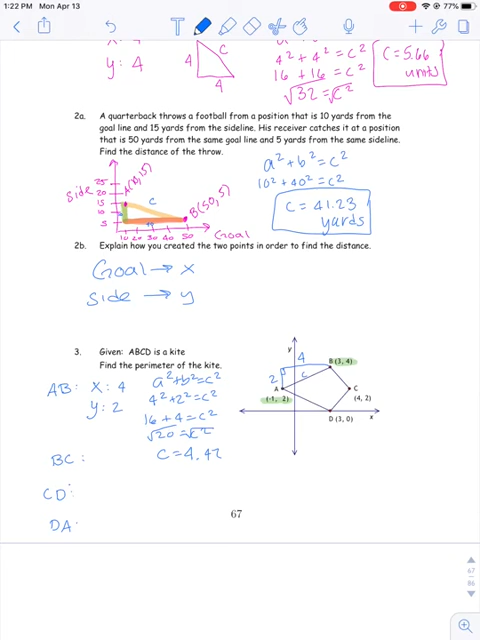 1:22 PM Mon Apr 13
77%
y: 4
4
C
4
4² + 4² = c²
16 + 16 = c²
√32 = √c²
C = 5.66
units
2a. A quarterback throws a football from a position that is 10 yards from the
goal line and 15 yards from the sideline. His receiver catches it at a position
that is 50 yards from the same goal line and 5 yards from the same sideline.
Find the distance of the throw.
Side
25
20
15
10
5
A(10,15)
C
B(50,5)
10 20 30 40 50
Goal
a² + b² = c²
10² + 40² = c²
C = 41.23
yards
2b. Explain how you created the two points in order to find the distance.
Goal → x
side → y
3. Given: ABCD is a kite
Find the perimeter of the kite.
AB: x: 4
y: 2
a² + b² = c²
4² + 2² = c²
16 + 4 = c²
√20 = √c²
C = 4.47
BC:
CD:
DA:
y
4
B (3, 4)
2
C
A
(-1, 2)
C
(4, 2)
D (3, 0)
x
67
67
86